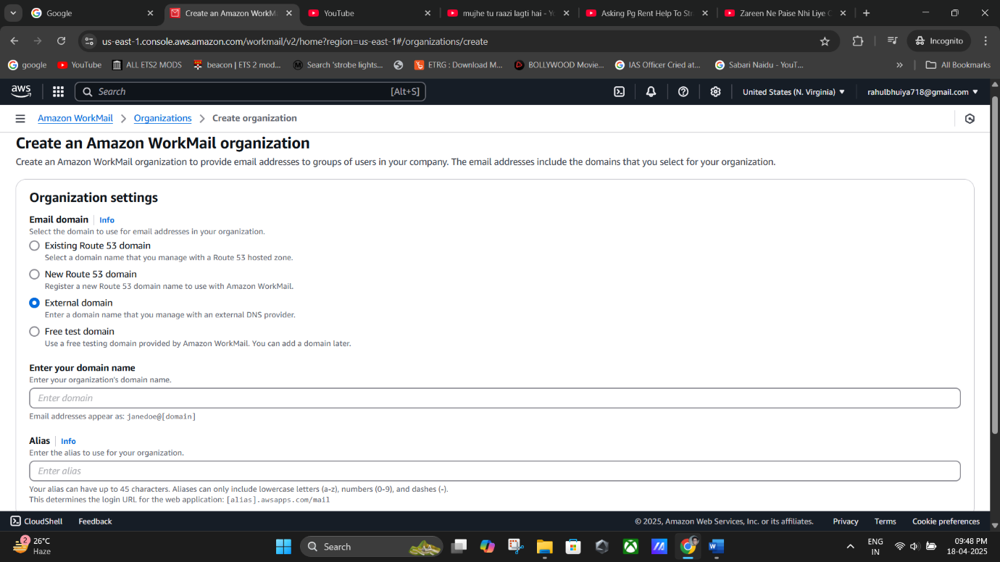 Google
Create an Amazon WorkM
YouTube
mujhe tu raazi lagti hai - Yo
Asking Pg Rent Help To Str
Zareen Ne Paise Nhi Liye
us-east-1.console.aws.amazon.com/workmail/v2/home?region=us-east-1#/organizations/create
Incognito
google
YouTube
ALL ETS2 MODS
beacon | ETS 2 mod...
Search 'strobe lights...
ETRG : Download M...
BOLLYWOOD Movie...
IAS Officer Cried at...
Sabari Naidu - YouT...
All Bookmarks
aws
Search [Alt+S]
United States (N. Virginia)
rahulbhuiya718@gmail.com
Amazon WorkMail > Organizations > Create organization
Create an Amazon WorkMail organization
Create an Amazon WorkMail organization to provide email addresses to groups of users in your company. The email addresses include the domains that you select for your organization.
Organization settings
Email domain | Info
Select the domain to use for email addresses in your organization.
Existing Route 53 domain
Select a domain name that you manage with a Route 53 hosted zone.
New Route 53 domain
Register a new Route 53 domain name to use with Amazon WorkMail.
External domain
Enter a domain name that you manage with an external DNS provider.
Free test domain
Use a free testing domain provided by Amazon WorkMail. You can add a domain later.
Enter your domain name
Enter your organization's domain name.
Enter domain
Email addresses appear as: janedoe@[domain]
Alias | Info
Enter the alias to use for your organization.
Enter alias
Your alias can have up to 45 characters. Aliases can only include lowercase letters (a-z), numbers (0-9), and dashes (-).
This determines the login URL for the web application: [alias].awsapps.com/mail
CloudShell
Feedback
© 2025, Amazon Web Services, Inc. or its affiliates.
Privacy
Terms
Cookie preferences
2
26°C
Haze
Search
ENG
IN
09:48 PM
18-04-2025